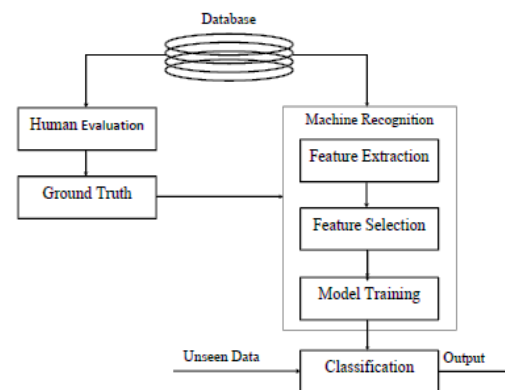 Database
Human Evaluation
Ground Truth
Machine Recognition
Feature Extraction
Feature Selection
Model Training
Unseen Data
Classification
Output